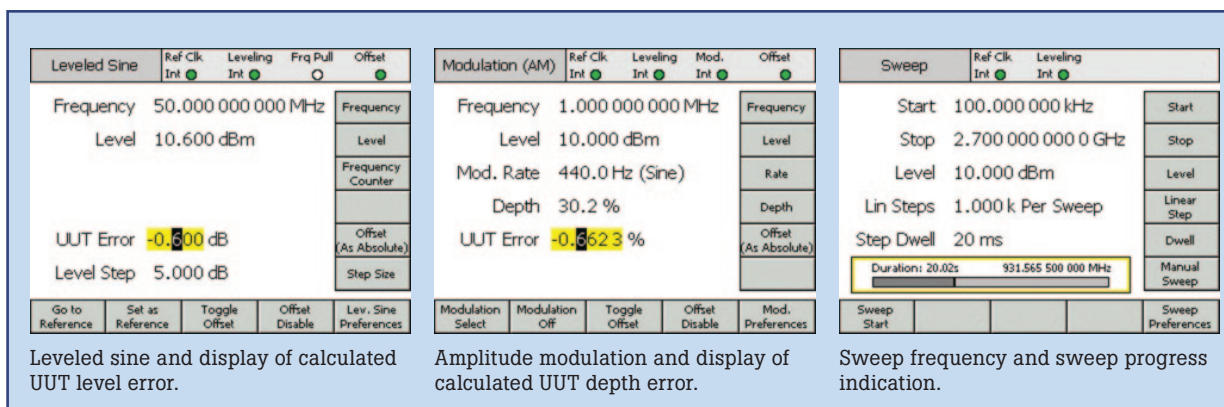 Leveled Sine
Ref Clk
Int
Leveling
Int
Frq Pull
Offset
Frequency 50.000 000 000 MHz
Level 10.600 dBm
UUT Error -0.600 dB
Level Step 5.000 dB
Frequency
Level
Frequency
Counter
Offset
(As Absolute)
Step Size
Go to
Reference
Set as
Reference
Toggle
Offset
Offset
Disable
Lev. Sine
Preferences
Leveled sine and display of calculated
UUT level error.
Modulation (AM)
Ref Clk
Int
Leveling
Int
Mod.
Int
Offset
Frequency 1.000 000 000 MHz
Level 10.000 dBm
Mod. Rate 440.0 Hz (Sine)
Depth 30.2 %
UUT Error -0.662 3 %
Frequency
Level
Rate
Depth
Offset
(As Absolute)
Modulation
Select
Modulation
Off
Toggle
Offset
Offset
Disable
Mod.
Preferences
Amplitude modulation and display of
calculated UUT depth error.
Sweep
Ref Clk
Int
Leveling
Int
Start 100.000 000 kHz
Stop 2.700 000 000 0 GHz
Level 10.000 dBm
Lin Steps 1.000 k Per Sweep
Step Dwell 20 ms
Duration: 20.02s 931.565 500 000 MHz
Start
Stop
Level
Linear
Step
Dwell
Manual
Sweep
Sweep
Start
Sweep
Preferences
Sweep frequency and sweep progress
indication.